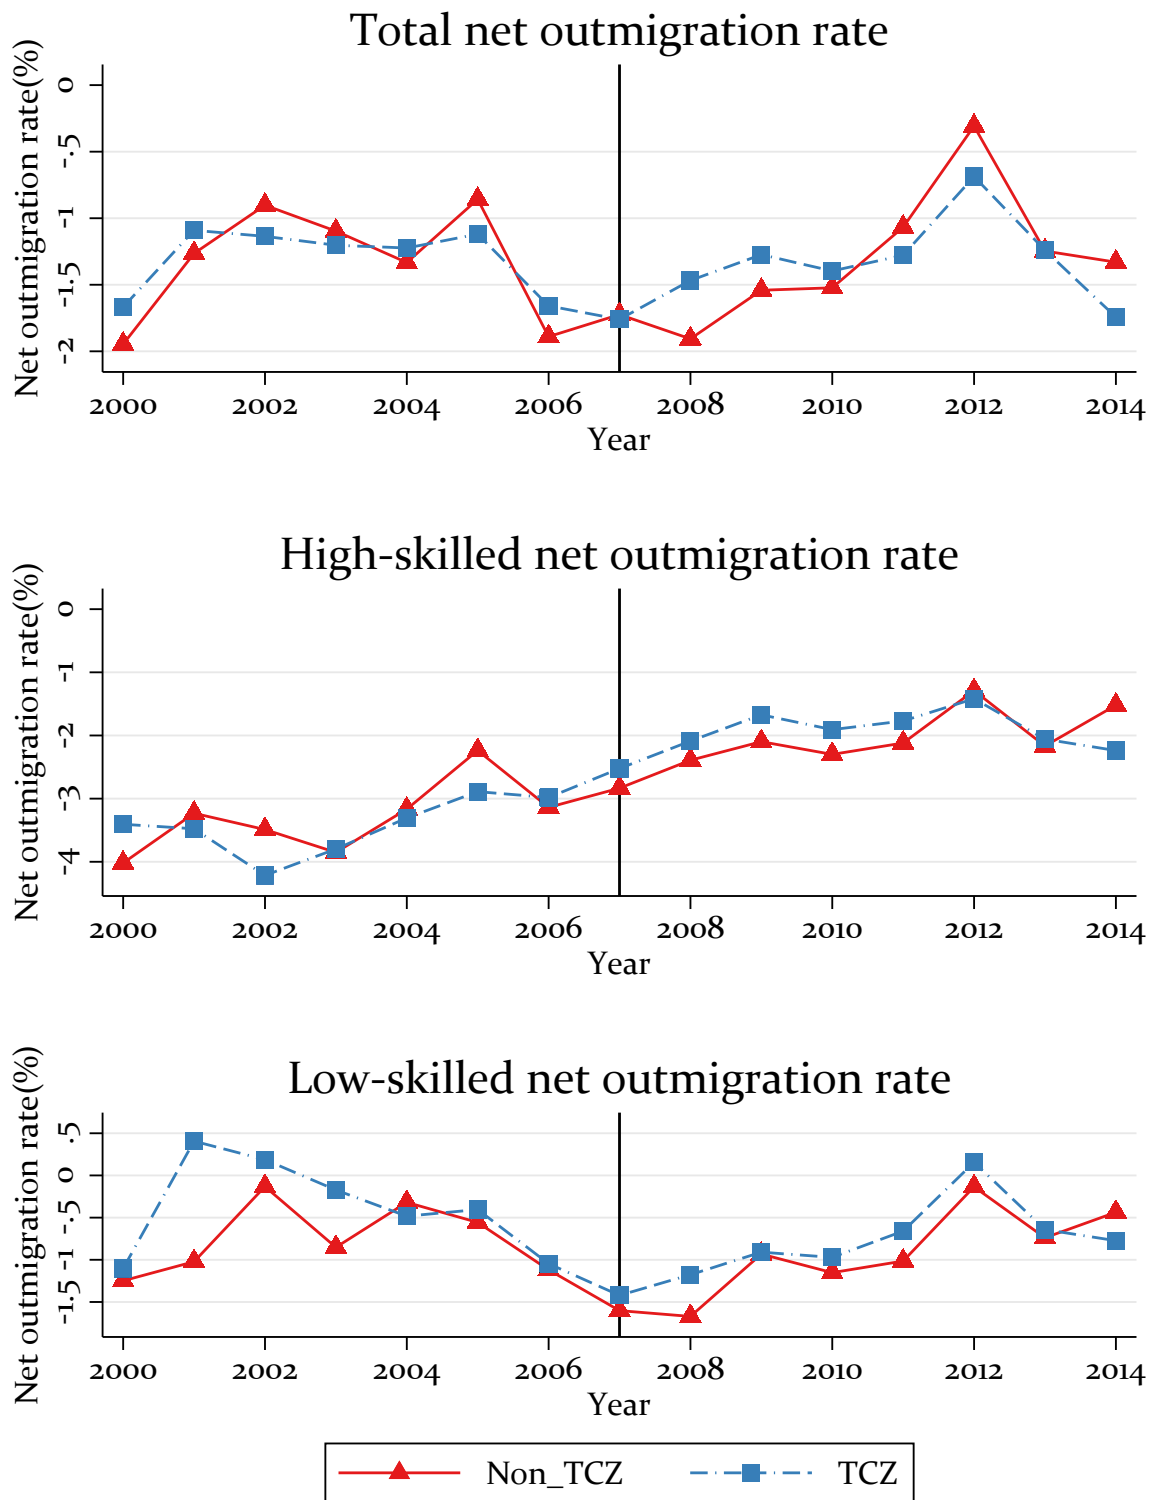 Total net outmigration rate
Net outmigration rate(%)
0
-.5
-1
-1.5
-2
2000 2002 2004 2006 2008 2010 2012 2014
Year
High-skilled net outmigration rate
Net outmigration rate(%)
0
-1
-2
-3
-4
2000 2002 2004 2006 2008 2010 2012 2014
Year
Low-skilled net outmigration rate
Net outmigration rate(%)
.5
0
-.5
-1
-1.5
2000 2002 2004 2006 2008 2010 2012 2014
Year
Non_TCZ TCZ